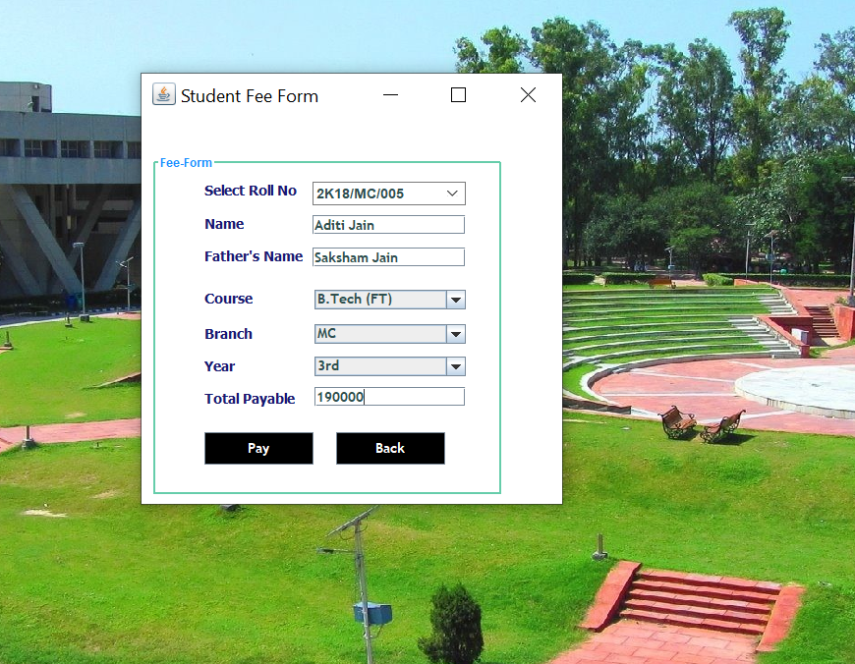 Student Fee Form
Fee-Form
Select Roll No 2K18/MC/005
Name Aditi Jain
Father's Name Saksham Jain
Course B.Tech (FT)
Branch MC
Year 3rd
Total Payable 190000
Pay Back